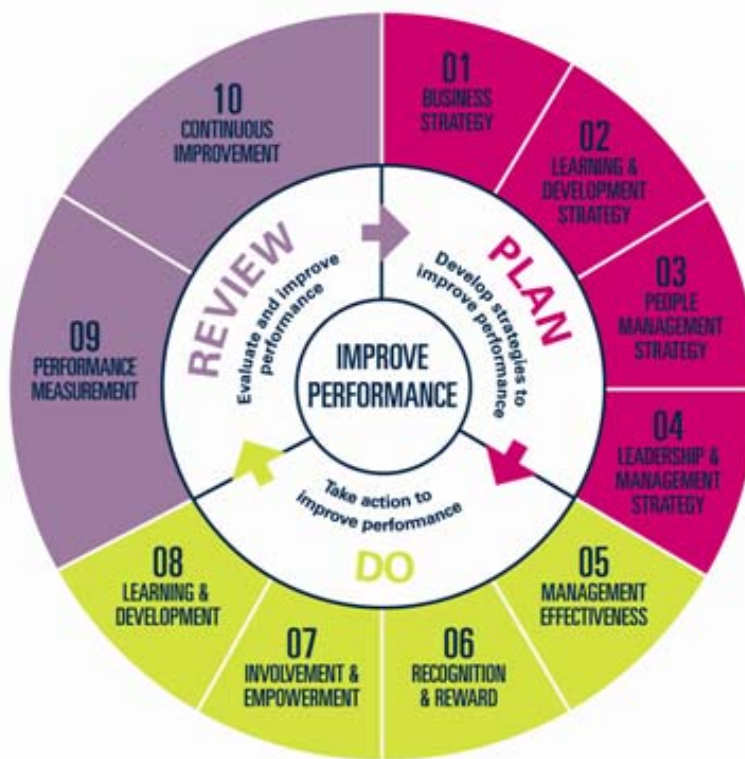 01
BUSINESS
STRATEGY
02
LEARNING &
DEVELOPMENT
STRATEGY
03
PEOPLE
MANAGEMENT
STRATEGY
04
LEADERSHIP &
MANAGEMENT
STRATEGY
05
MANAGEMENT
EFFECTIVENESS
06
RECOGNITION
& REWARD
07
INVOLVEMENT &
EMPOWERMENT
08
LEARNING &
DEVELOPMENT
09
PERFORMANCE
MEASUREMENT
10
CONTINUOUS
IMPROVEMENT
PLAN
Develop strategies to
improve performance
DO
Take action to
improve performance
REVIEW
Evaluate and improve
performance
IMPROVE
PERFORMANCE